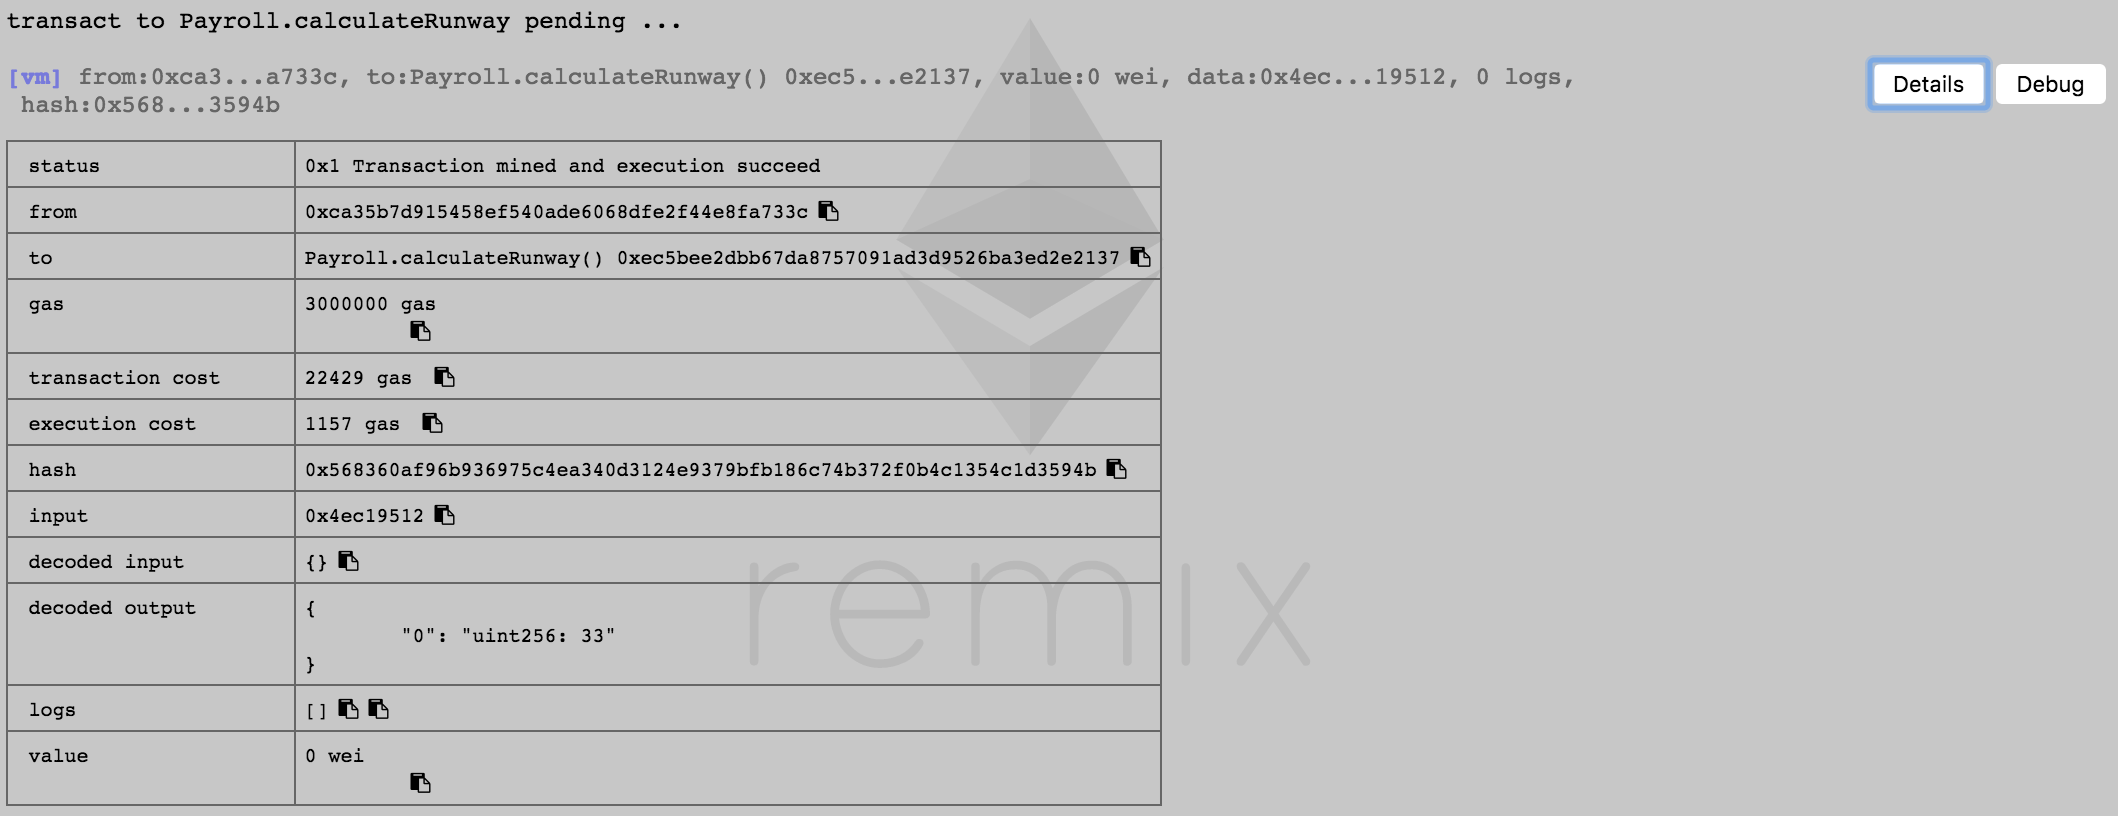 transact to Payroll.calculateRunway pending ...
[vm] from:0xca3...a733c, to:Payroll.calculateRunway() 0xec5...e2137, value:0 wei, data:0x4ec...19512, 0 logs,
hash:0x568...3594b
Details
Debug
status 0x1 Transaction mined and execution succeed
from 0xca35b7d915458ef540ade6068dfe2f44e8fa733c
to Payroll.calculateRunway() 0xec5bee2dbb67da8757091ad3d9526ba3ed2e2137
gas 3000000 gas
transaction cost 22429 gas
execution cost 1157 gas
hash 0x568360af96b936975c4ea340d3124e9379bfb186c74b372f0b4c1354c1d3594b
input 0x4ec19512
decoded input {}
decoded output {
"0": "uint256: 33"
}
logs []
value 0 wei
remix